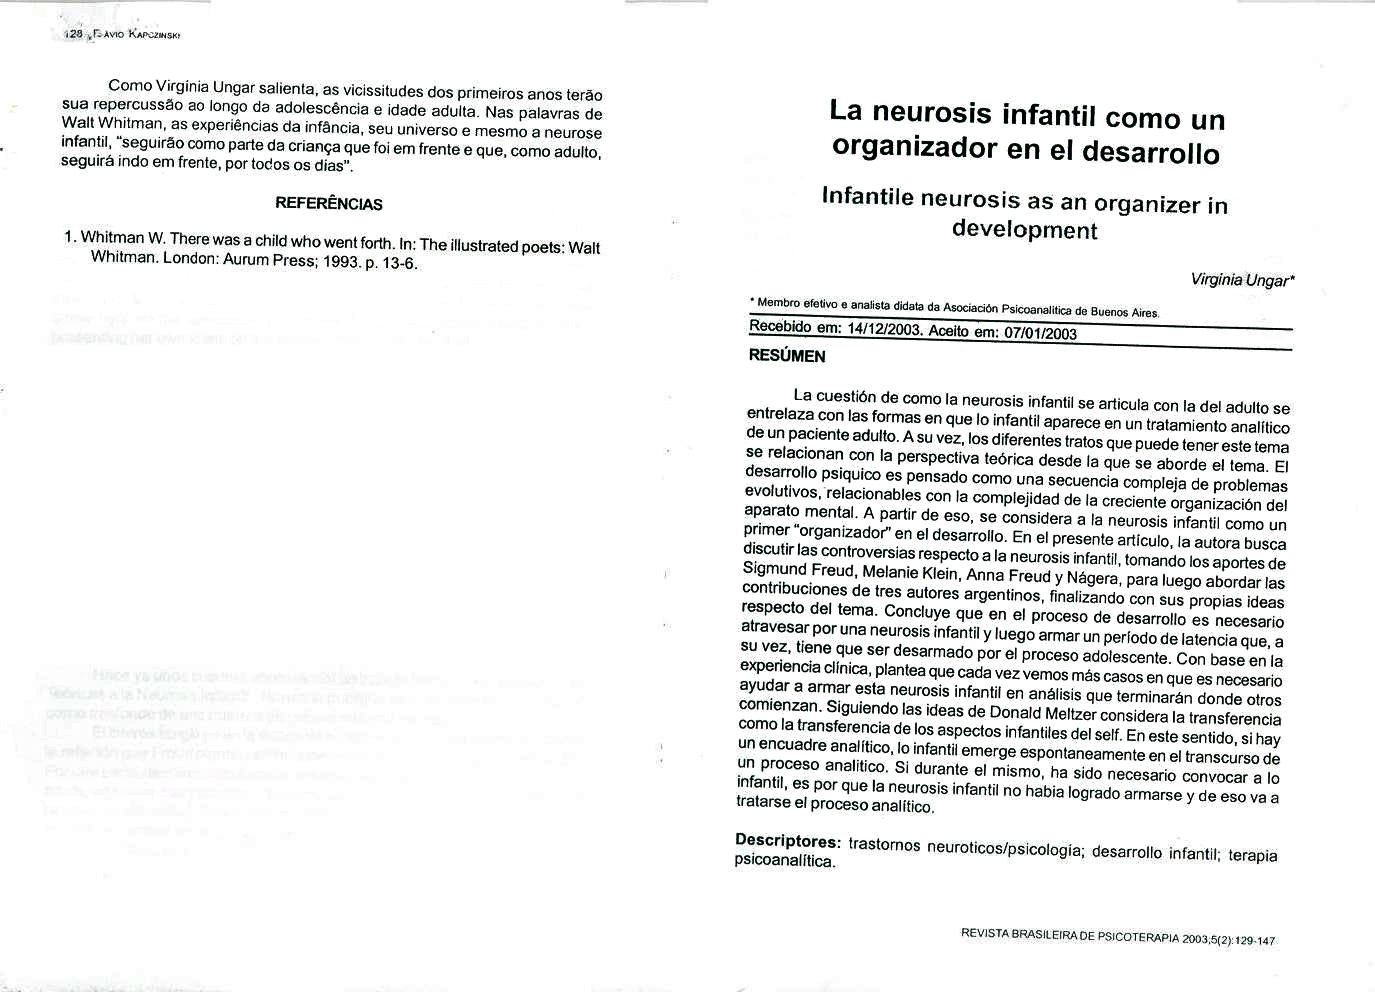 128 FLÁVIO KAPCZINSKI
Como Virgínia Ungar salienta, as vicissitudes dos primeiros anos terão
sua repercussão ao longo da adolescência e idade adulta. Nas palavras de
Walt Whitman, as experiências da infância, seu universo e mesmo a neurose
infantil, “seguirão como parte da criança que foi em frente e que, como adulto,
seguirá indo em frente, por todos os dias”.
REFERÊNCIAS
1. Whitman W. There was a child who went forth. In: The illustrated poets: Walt
Whitman. London: Aurum Press; 1993. p. 13-6.
La neurosis infantil como un
organizador en el desarrollo
Infantile neurosis as an organizer in
development
Virgínia Ungar*
* Membro efetivo e analista didata da Asociación Psicoanalítica de Buenos Aires.
Recebido em: 14/12/2003. Aceito em: 07/01/2003
RESÚMEN
La cuestión de como la neurosis infantil se articula con la del adulto se
entrelaza con las formas en que lo infantil aparece en un tratamiento analítico
de un paciente adulto. A su vez, los diferentes tratos que puede tener este tema
se relacionan con la perspectiva teórica desde la que se aborde el tema. El
desarrollo psiquico es pensado como una secuencia compleja de problemas
evolutivos, relacionables con la complejidad de la creciente organización del
aparato mental. A partir de eso, se considera a la neurosis infantil como un
primer “organizador” en el desarrollo. En el presente artículo, la autora busca
discutir las controversias respecto a la neurosis infantil, tomando los aportes de
Sigmund Freud, Melanie Klein, Anna Freud y Nágera, para luego abordar las
contribuciones de tres autores argentinos, finalizando con sus propias ideas
respecto del tema. Concluye que en el proceso de desarrollo es necesario
atravesar por una neurosis infantil y luego armar un período de latencia que, a
su vez, tiene que ser desarmado por el proceso adolescente. Con base en la
experiencia clínica, plantea que cada vez vemos más casos en que es necesario
ayudar a armar esta neurosis infantil en análisis que terminarán donde otros
comienzan. Siguiendo las ideas de Donald Meltzer considera la transferencia
como la transferencia de los aspectos infantiles del self. En este sentido, si hay
un encuadre analítico, lo infantil emerge espontaneamente en el transcurso de
un proceso analitico. Si durante el mismo, ha sido necesario convocar a lo
infantil, es por que la neurosis infantil no habia logrado armarse y de eso va a
tratarse el proceso analítico.
Descriptores: trastornos neuroticos/psicología; desarrollo infantil; terapia
psicoanalítica.
REVISTA BRASILEIRA DE PSICOTERAPIA 2003;5(2):129-147